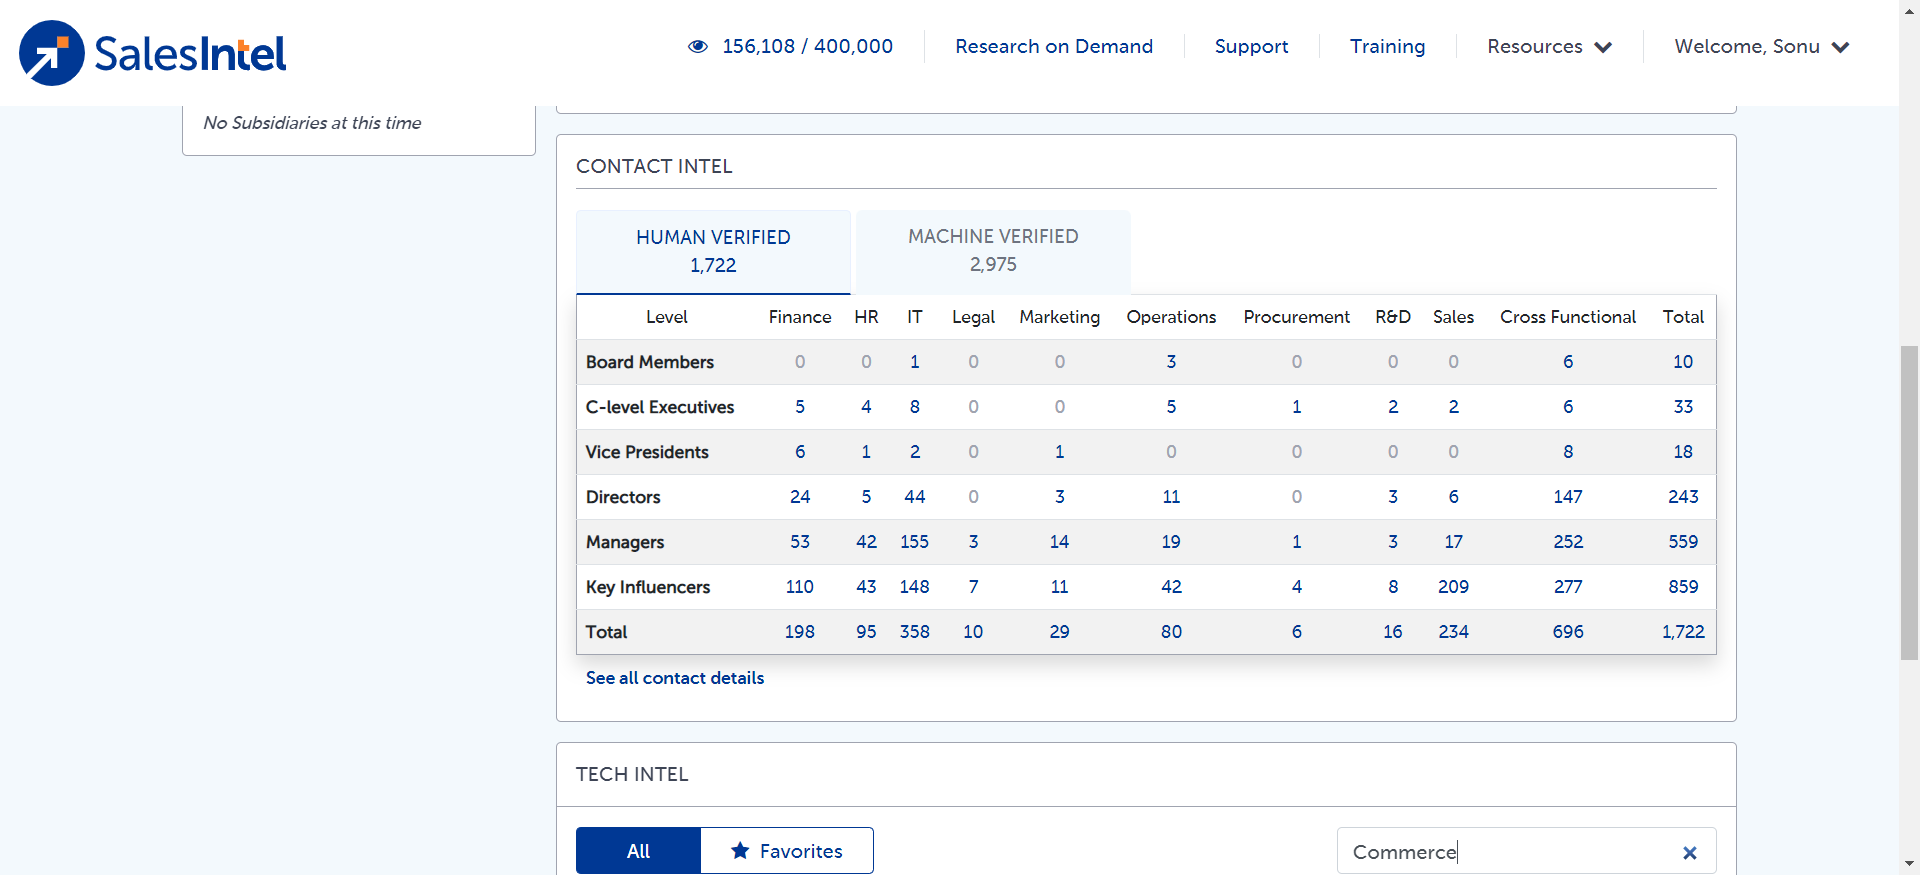 SalesIntel
156,108 / 400,000 Research on Demand Support Training Resources Welcome, Sonu
No Subsidiaries at this time
CONTACT INTEL
HUMAN VERIFIED MACHINE VERIFIED
1,722 2,975
Level Finance HR IT Legal Marketing Operations Procurement R&D Sales Cross Functional Total
Board Members 0 0 1 0 0 3 0 0 0 6 10
C-level Executives 5 4 8 0 0 5 1 2 2 6 33
Vice Presidents 6 1 2 0 1 0 0 0 0 8 18
Directors 24 5 44 0 3 11 0 3 6 147 243
Managers 53 42 155 3 14 19 1 3 17 252 559
Key Influencers 110 43 148 7 11 42 4 8 209 277 859
Total 198 95 358 10 29 80 6 16 234 696 1,722
See all contact details
TECH INTEL
All Favorites Commerce